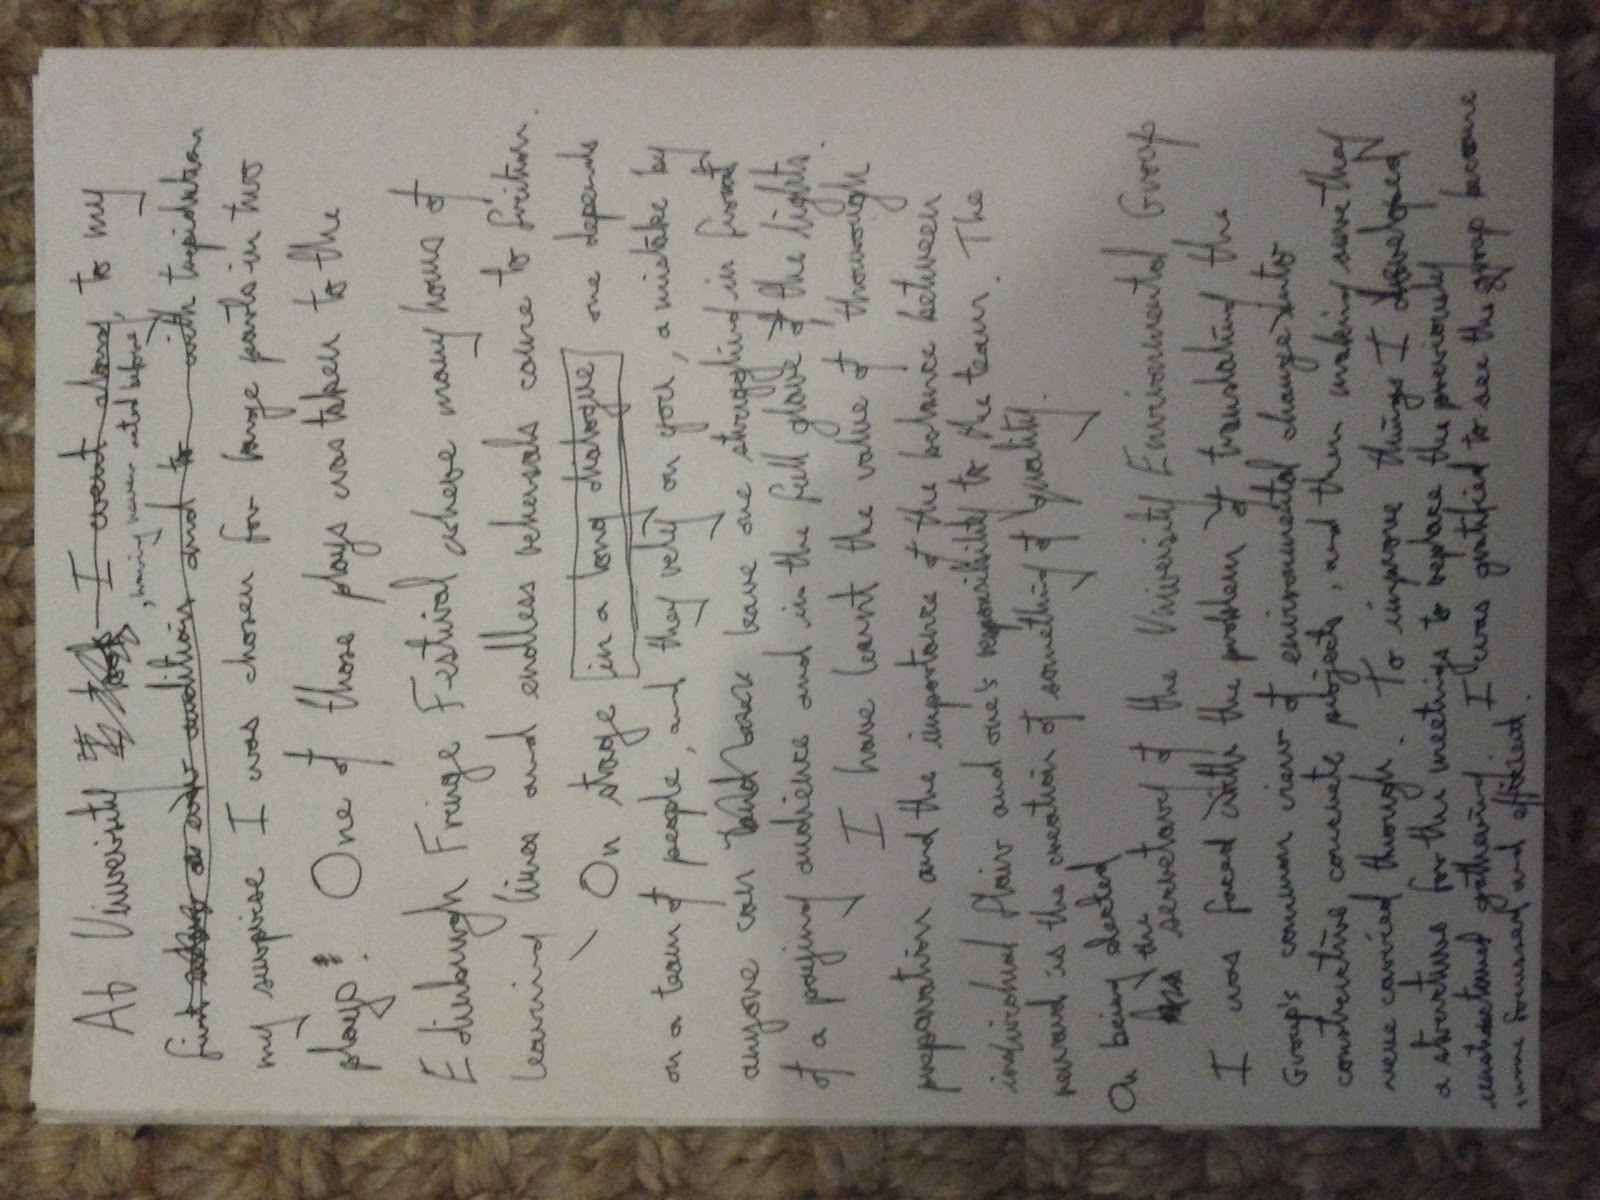 At University I went along, to my
, having never acted before,
first audition and to with trepidation
my surprise I was chosen for large parts in two
plays. One of those plays was taken to the
Edinburgh Fringe Festival where many hours of
learning lines and endless rehersals came to fruition.
On stage in a long dialogue one depends
on a team of people, and they rely on you, a mistake by
anyone can leave one struggling in front
of a paying audience and in the full glare of the lights.
I have learnt the value of thorough
preparation and the importance of the balance between
individual flair and one's responsibility to the team. The
reward is the creation of something of quality.
On being elected
the secretary of the University Environmental Group
I was faced with the problem of translating the
Group's common view of environmental change into
constructive concrete projects, and then making sure they
were carried through. To improve things I developed
a structure for the meetings to replace the previously
gathering. I was gratified to see the group become
more focussed and efficient.